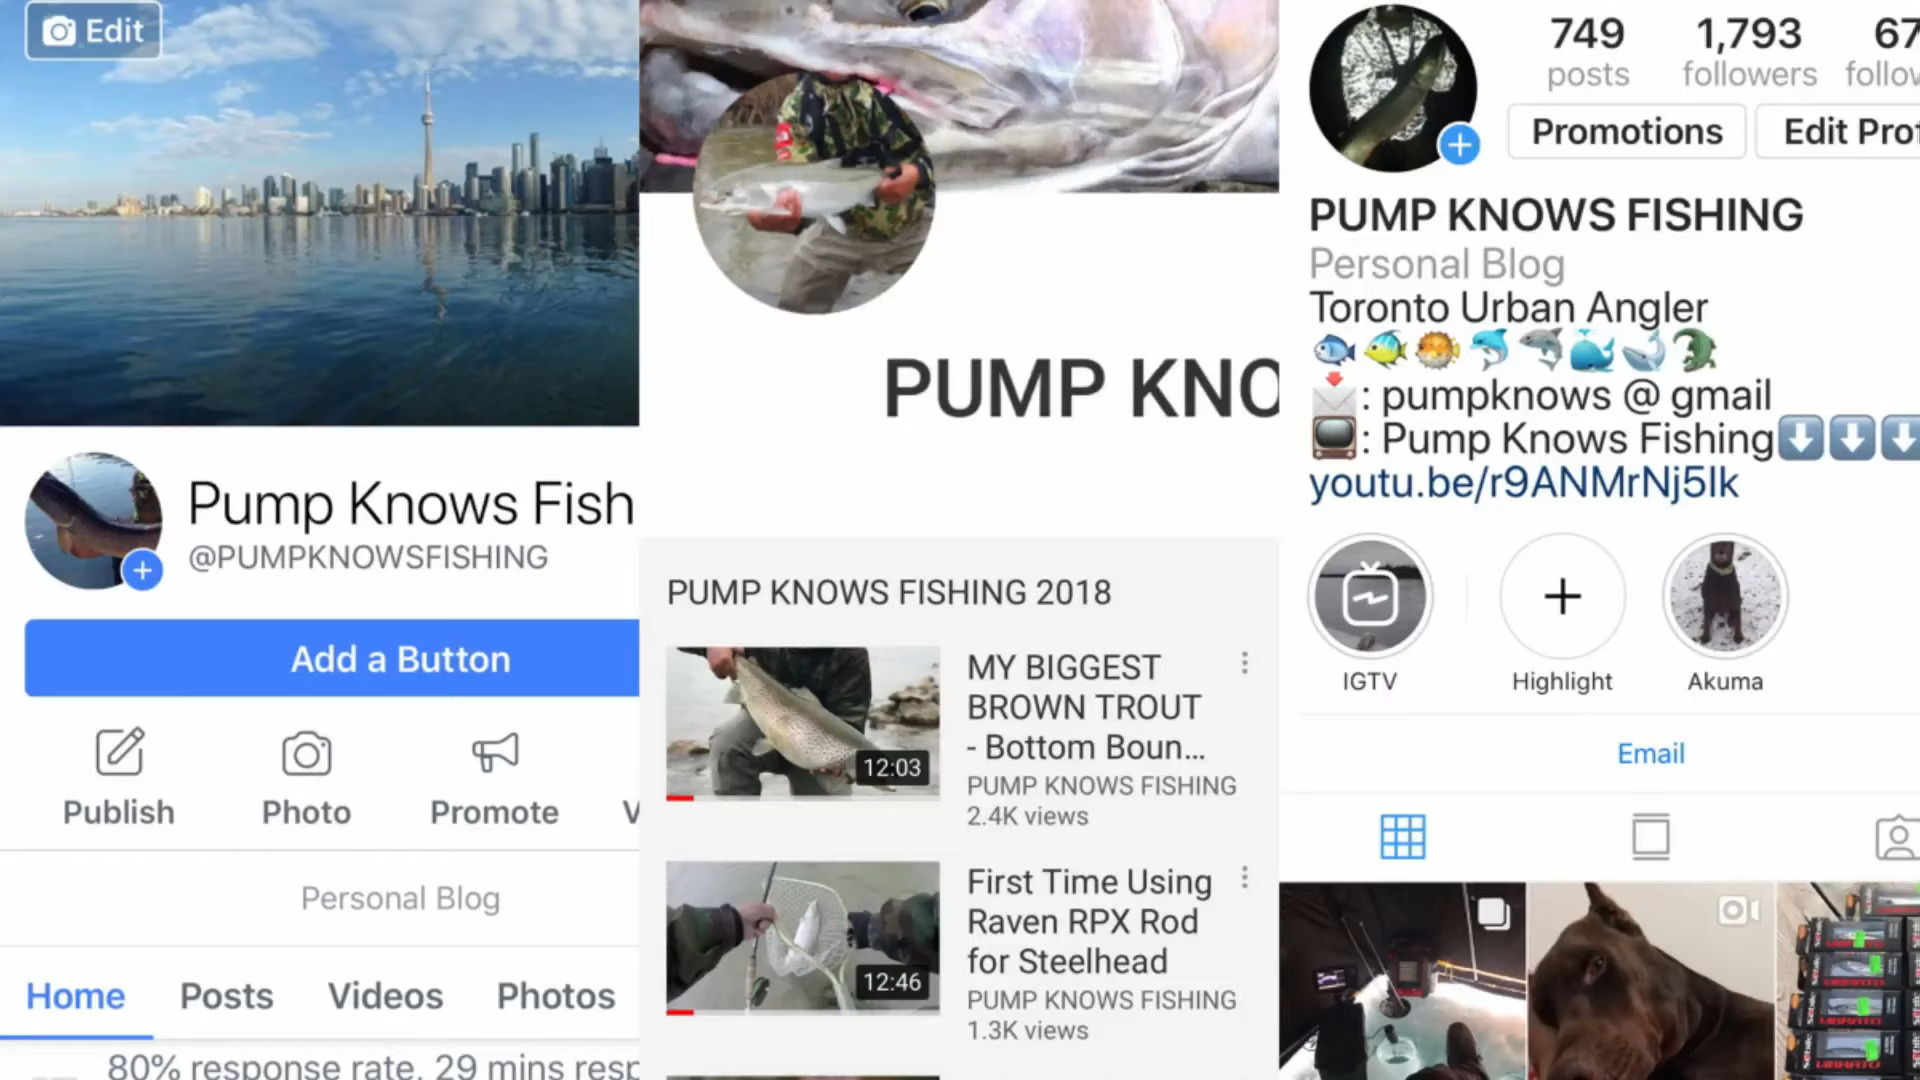 Edit
Pump Knows Fish
@PUMPKNOWSFISHING
Add a Button
Publish
Photo
Promote
Personal Blog
Home
Posts
Videos
Photos
80% response rate, 29 mins resp
PUMP KNO
PUMP KNOWS FISHING 2018
MY BIGGEST
BROWN TROUT
- Bottom Boun...
PUMP KNOWS FISHING
2.4K views
12:03
First Time Using
Raven RPX Rod
for Steelhead
PUMP KNOWS FISHING
1.3K views
12:46
749
posts
1,793
followers
67
follow
Promotions
Edit Prof
PUMP KNOWS FISHING
Personal Blog
Toronto Urban Angler
: pumpknows @ gmail
: Pump Knows Fishing
youtu.be/r9ANMrNj5lk
IGTV
Highlight
Akuma
Email